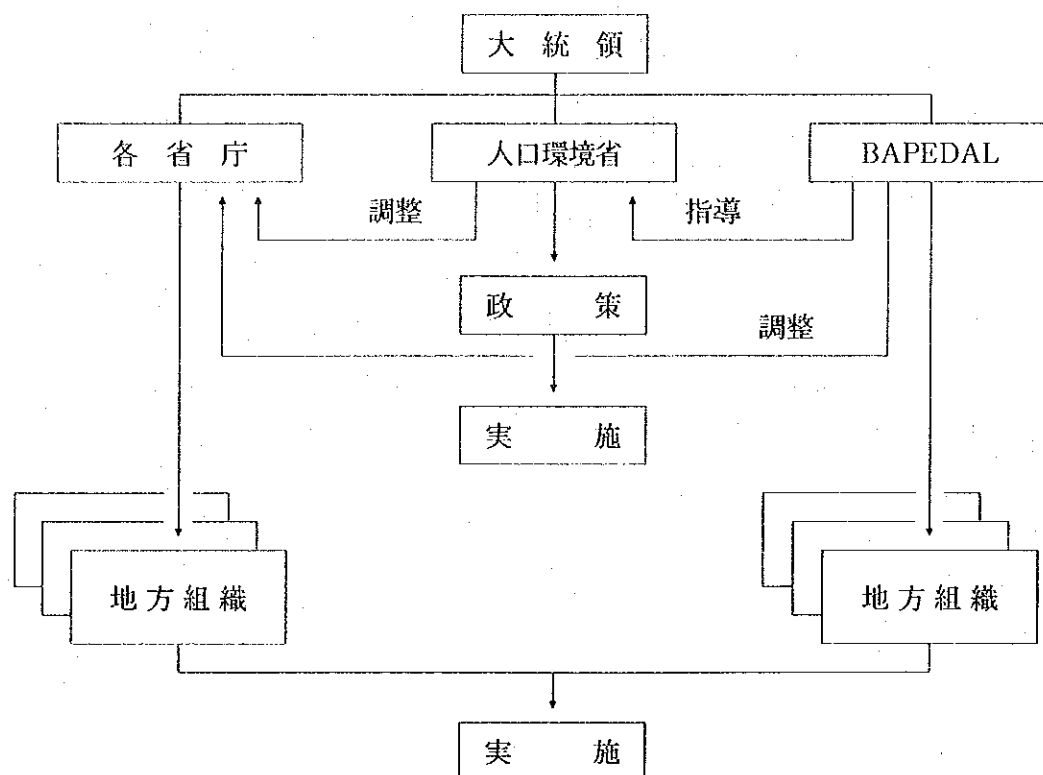 大統領
各省庁
人口環境省
BAPEDAL
調整
指導
政策
調整
実施
地方組織
地方組織
実施